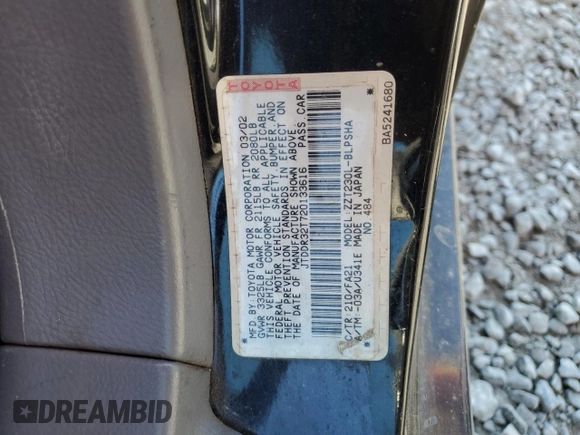 TOYOTA
MFD BY: TOYOTA MOTOR CORPORATION 03/02
GVWR 3325LB GAWR FR 2115LB RR 2080LB
THIS VEHICLE CONFORMS TO ALL APPLICABLE
FEDERAL MOTOR VEHICLE SAFETY, BUMPER, AND
THEFT PREVENTION STANDARDS IN EFFECT ON
THE DATE OF MANUFACTURE SHOWN ABOVE.
JTDDR32T720133616 PASS. CAR
C/TR: 210/FA21 MODEL: ZZT230L-BLPSHA
A/TM: -03A/U341E MADE IN JAPAN
NO 484
BA5241680
DREAMBID